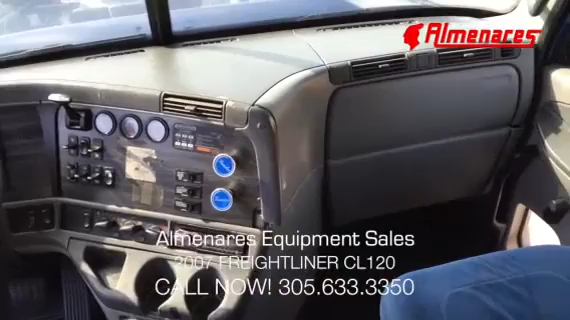 Almenares
Almenares Equipment Sales
2007 FREIGHTLINER CL120
CALL NOW! 305.633.3350